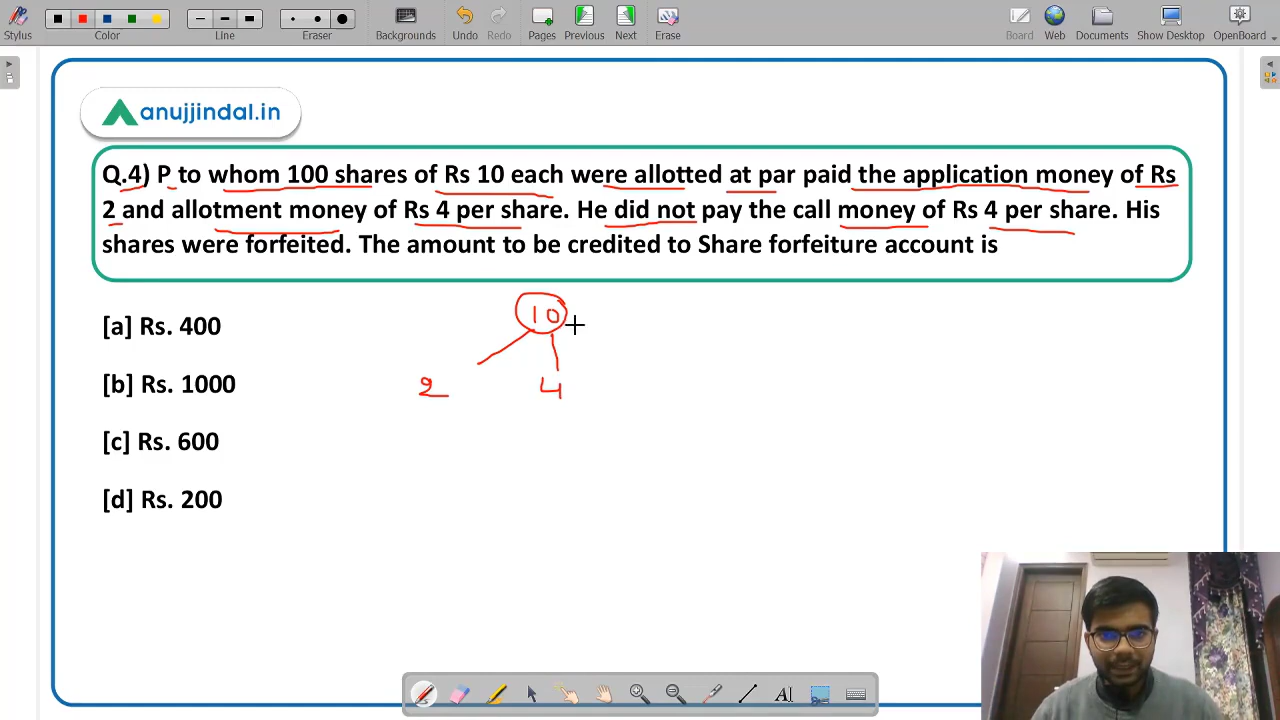 Stylus Color Line Eraser Backgrounds Undo Redo Pages Previous Next Erase Board Web Documents Show Desktop OpenBoard
anujjindal.in
Q.4) P to whom 100 shares of Rs 10 each were allotted at par paid the application money of Rs
2 and allotment money of Rs 4 per share. He did not pay the call money of Rs 4 per share. His
shares were forfeited. The amount to be credited to Share forfeiture account is
10
[a] Rs. 400
[b] Rs. 1000
2 4
[c] Rs. 600
[d] Rs. 200